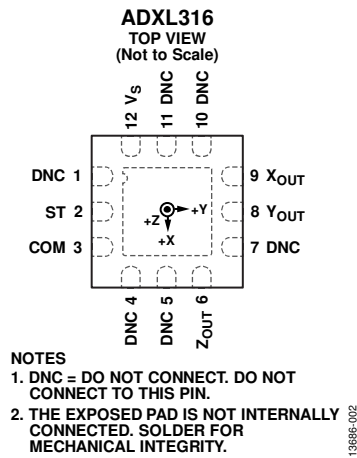 ADXL316
TOP VIEW
(Not to Scale)
12 VS
11 DNC
10 DNC
DNC 1
ST 2
COM 3
9 XOUT
8 YOUT
7 DNC
+Y
+Z
+X
DNC 4
DNC 5
ZOUT 6
NOTES
1. DNC = DO NOT CONNECT. DO NOT
CONNECT TO THIS PIN.
2. THE EXPOSED PAD IS NOT INTERNALLY
CONNECTED. SOLDER FOR
MECHANICAL INTEGRITY.
13686-002